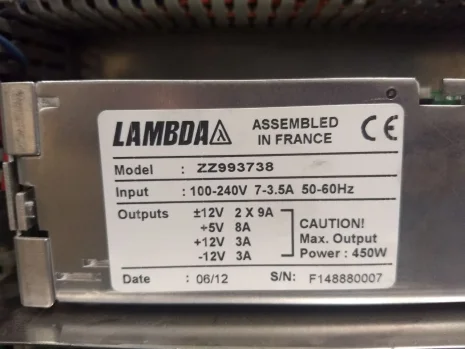 LAMBDA
ASSEMBLED
IN FRANCE
CE
Model : ZZ993738
Input : 100-240V 7-3.5A 50-60Hz
Outputs ±12V 2 X 9A
+5V 8A
+12V 3A
-12V 3A
CAUTION!
Max. Output
Power : 450W
Date : 06/12 S/N: F148880007